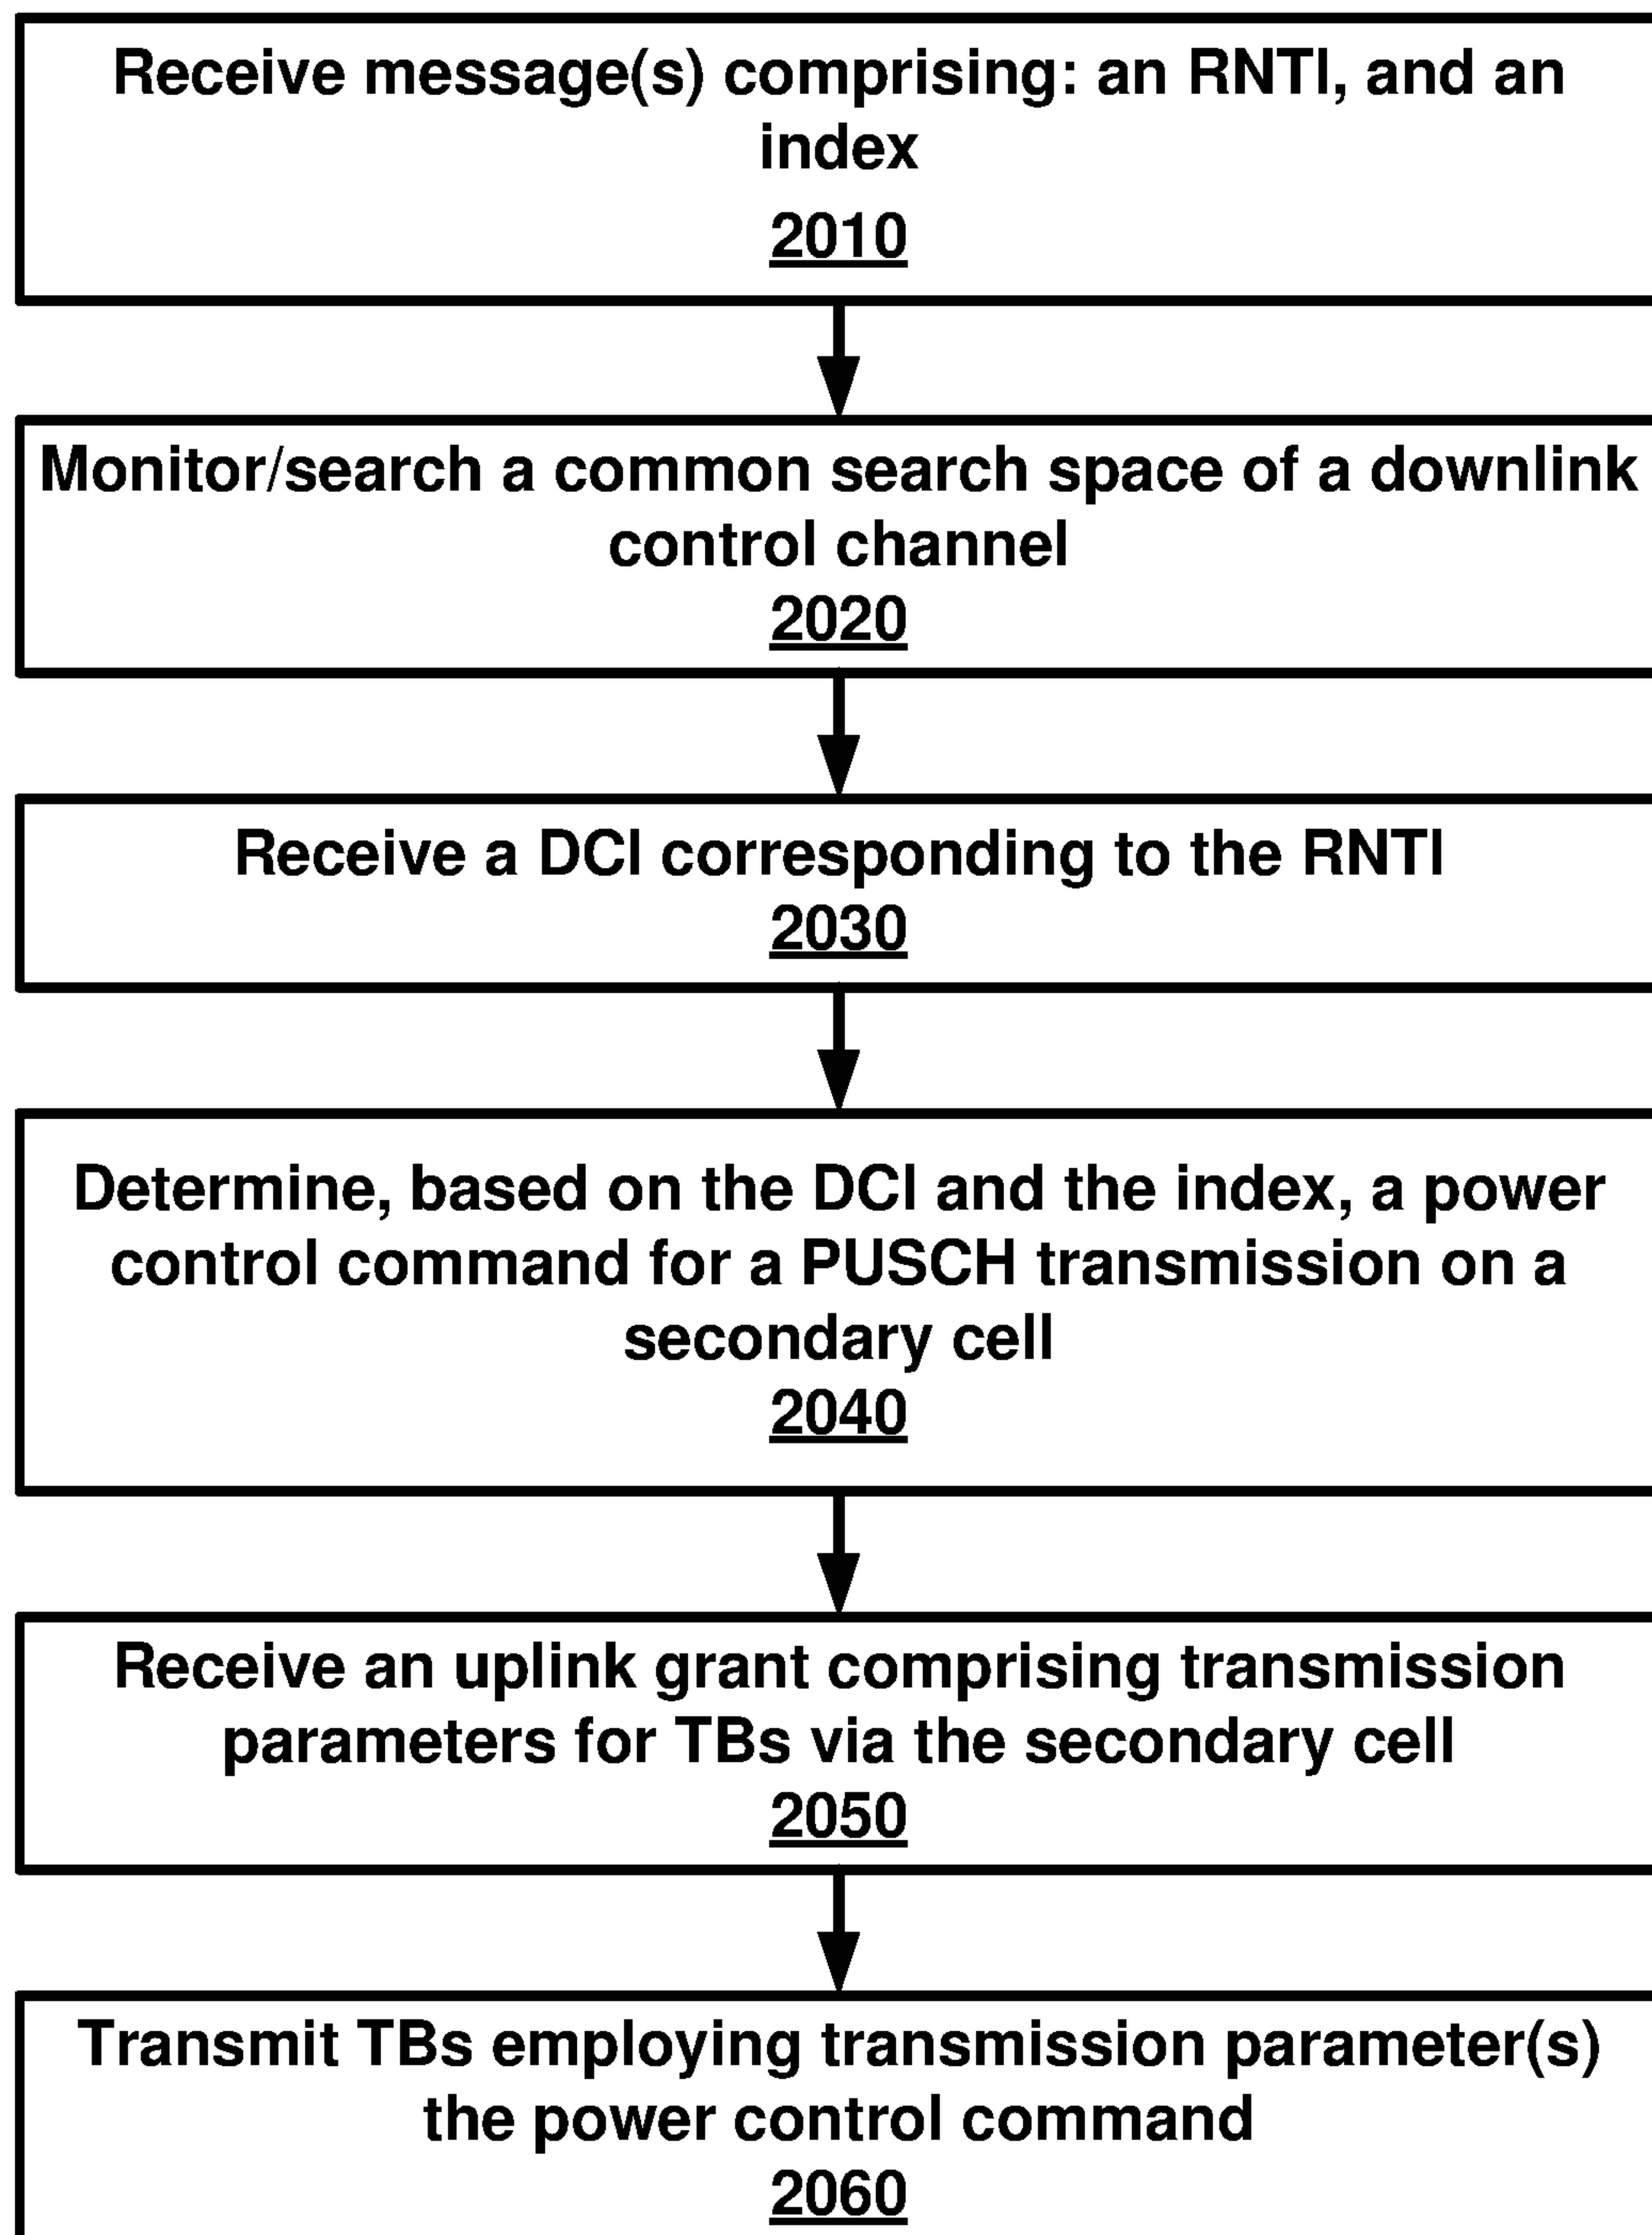 Receive message(s) comprising: an RNTI, and an
index
2010
Monitor/search a common search space of a downlink
control channel
2020
Receive a DCI corresponding to the RNTI
2030
Determine, based on the DCI and the index, a power
control command for a PUSCH transmission on a
secondary cell
2040
Receive an uplink grant comprising transmission
parameters for TBs via the secondary cell
2050
Transmit TBs employing transmission parameter(s)
the power control command
2060